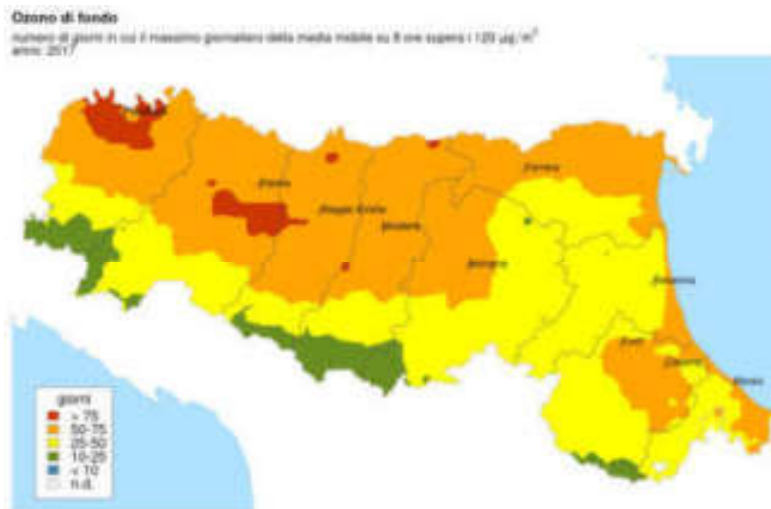 Ozono di fondo
numero di giorni in cui il massimo giornaliero della media mobile su 8 ore supera i 120 µg/m³
anno: 2017
Parma
Reggio Emilia
Modena
Ferrara
Bologna
Ravenna
Forlì
Cesena
Rimini
giorni
> 75
50-75
25-50
10-25
< 10
n.d.